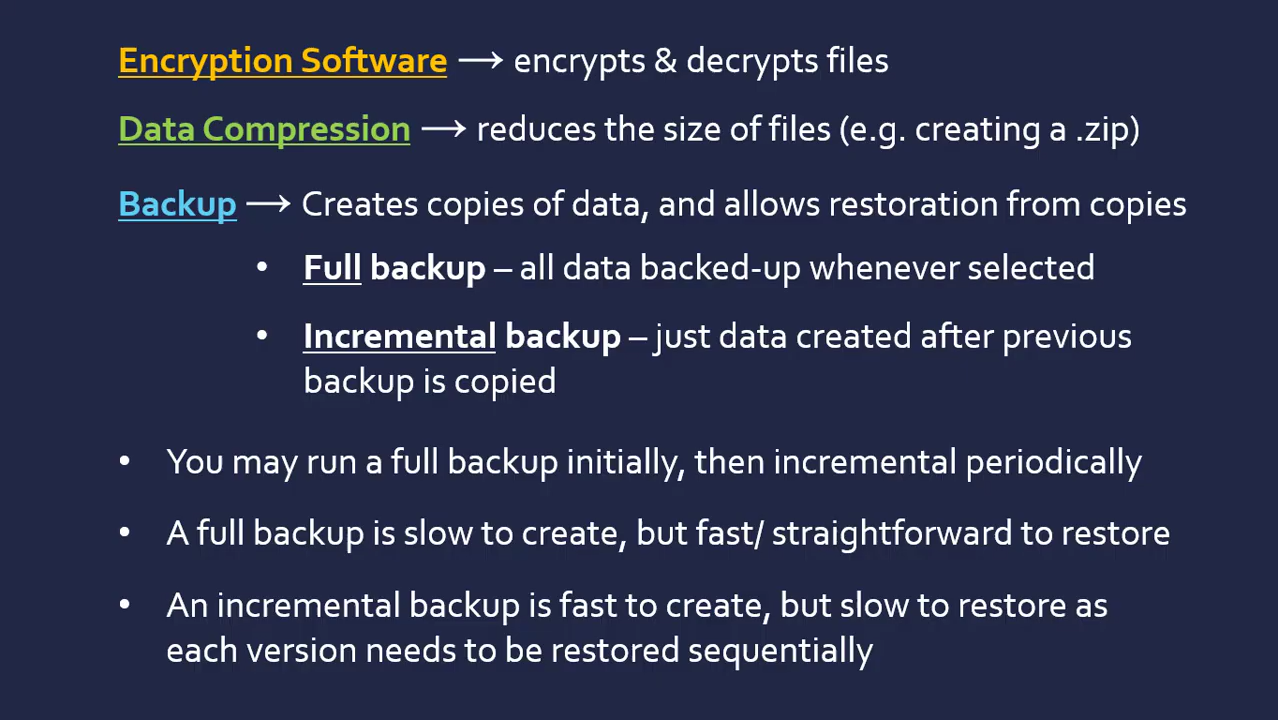 Encryption Software → encrypts & decrypts files
Data Compression → reduces the size of files (e.g. creating a .zip)
Backup → Creates copies of data, and allows restoration from copies
• Full backup – all data backed-up whenever selected
• Incremental backup – just data created after previous
backup is copied
• You may run a full backup initially, then incremental periodically
• A full backup is slow to create, but fast/ straightforward to restore
• An incremental backup is fast to create, but slow to restore as
each version needs to be restored sequentially